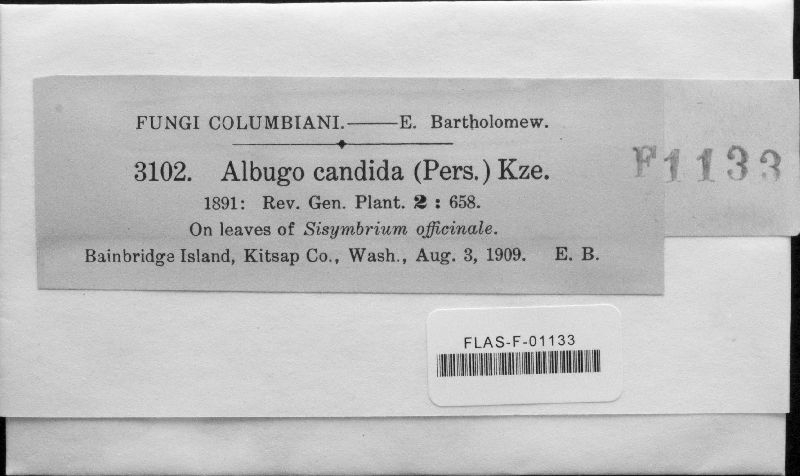 FUNGI COLUMBIANI.——E. Bartholomew.
3102. Albugo candida (Pers.) Kze.
1891: Rev. Gen. Plant. 2 : 658.
On leaves of Sisymbrium officinale.
Bainbridge Island, Kitsap Co., Wash., Aug. 3, 1909. E. B.
F1133
FLAS-F-01133